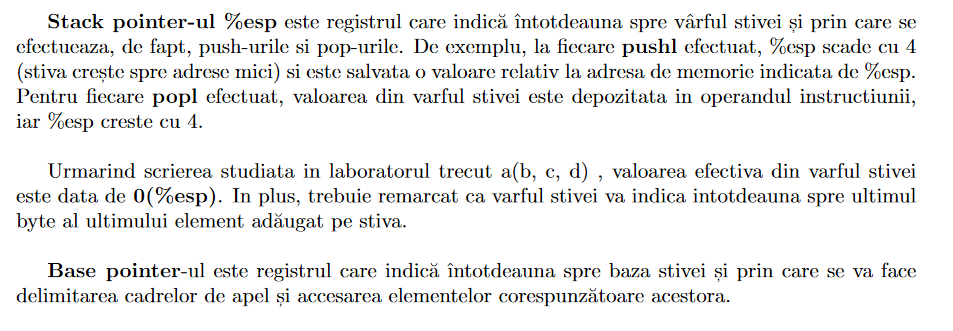 Stack pointer-ul %esp este registrul care indică întotdeauna spre vârful stivei și prin care se
efectueaza, de fapt, push-urile si pop-urile. De exemplu, la fiecare pushl efectuat, %esp scade cu 4
(stiva crește spre adrese mici) si este salvata o valoare relativ la adresa de memorie indicata de %esp.
Pentru fiecare popl efectuat, valoarea din varful stivei este depozitata in operandul instructiunii,
iar %esp creste cu 4.
Urmarind scrierea studiata in laboratorul trecut a(b, c, d) , valoarea efectiva din varful stivei
este data de 0(%esp). In plus, trebuie remarcat ca varful stivei va indica intotdeauna spre ultimul
byte al ultimului element adăugat pe stiva.
Base pointer-ul este registrul care indică întotdeauna spre baza stivei și prin care se va face
delimitarea cadrelor de apel și accesarea elementelor corespunzătoare acestora.